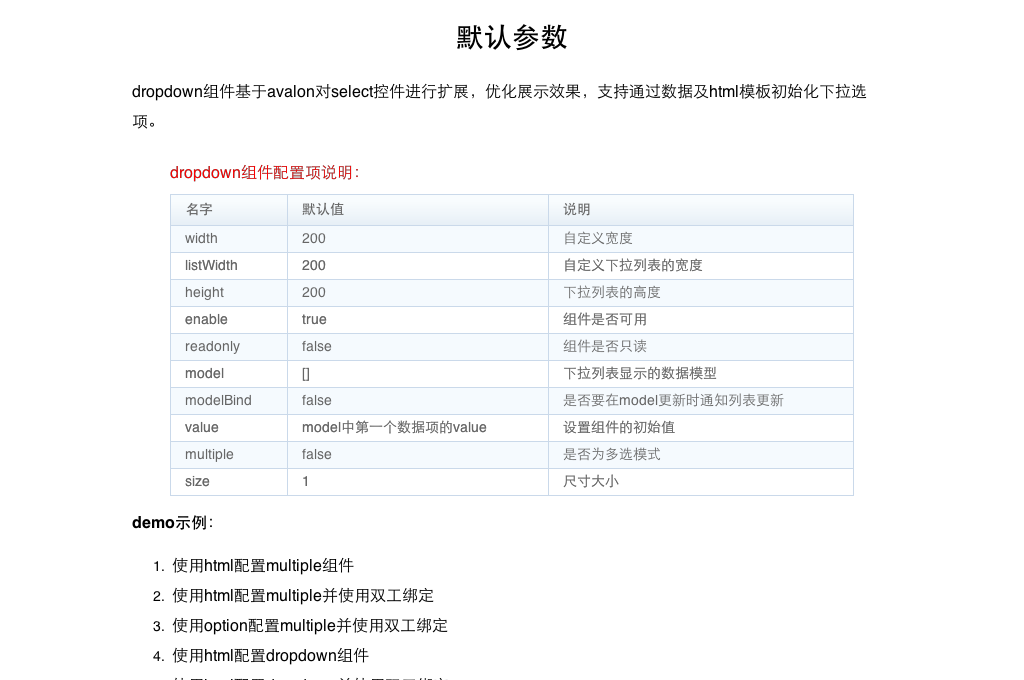 默认参数
dropdown组件基于avalon对select控件进行扩展，优化展示效果，支持通过数据及html模板初始化下拉选
项。
dropdown组件配置项说明：
名字 默认值 说明
width 200 自定义宽度
listWidth 200 自定义下拉列表的宽度
height 200 下拉列表的高度
enable true 组件是否可用
readonly false 组件是否只读
model [] 下拉列表显示的数据模型
modelBind false 是否要在model更新时通知列表更新
value model中第一个数据项的value 设置组件的初始值
multiple false 是否为多选模式
size 1 尺寸大小
demo示例：
1. 使用html配置multiple组件
2. 使用html配置multiple并使用双工绑定
3. 使用option配置multiple并使用双工绑定
4. 使用html配置dropdown组件